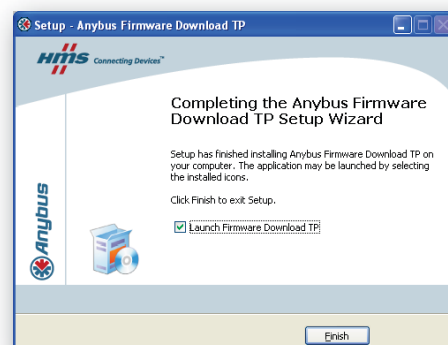 Setup - Anybus Firmware Download TP
HMS Connecting Devices™
Completing the Anybus Firmware
Download TP Setup Wizard
Setup has finished installing Anybus Firmware Download TP on
your computer. The application may be launched by selecting
the installed icons.
Click Finish to exit Setup.
Launch Firmware Download TP
Anybus
Finish